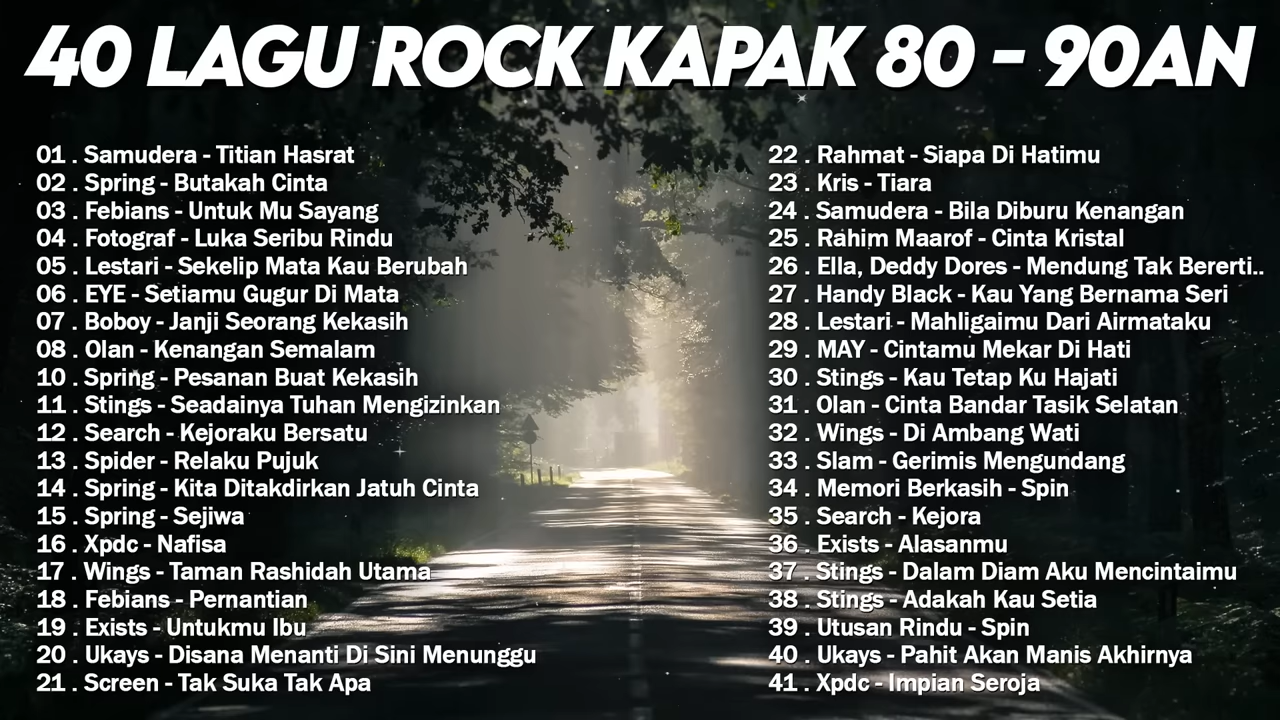 40 LAGU ROCK KAPAK 80 - 90AN
01 . Samudera - Titian Hasrat
02 . Spring - Butakah Cinta
03 . Febians - Untuk Mu Sayang
04 . Fotograf - Luka Seribu Rindu
05 . Lestari - Sekelip Mata Kau Berubah
06 . EYE - Setiamu Gugur Di Mata
07 . Boboy - Janji Seorang Kekasih
08 . Olan - Kenangan Semalam
10 . Spring - Pesanan Buat Kekasih
11 . Stings - Seadainya Tuhan Mengizinkan
12 . Search - Kejoraku Bersatu
13 . Spider - Relaku Pujuk
14 . Spring - Kita Ditakdirkan Jatuh Cinta
15 . Spring - Sejiwa
16 . Xpdc - Nafisa
17 . Wings - Taman Rashidah Utama
18 . Febians - Pernantian
19 . Exists - Untukmu Ibu
20 . Ukays - Disana Menanti Di Sini Menunggu
21 . Screen - Tak Suka Tak Apa
22 . Rahmat - Siapa Di Hatimu
23 . Kris - Tiara
24 . Samudera - Bila Diburu Kenangan
25 . Rahim Maarof - Cinta Kristal
26 . Ella, Deddy Dores - Mendung Tak Bererti..
27 . Handy Black - Kau Yang Bernama Seri
28 . Lestari - Mahligaimu Dari Airmataku
29 . MAY - Cintamu Mekar Di Hati
30 . Stings - Kau Tetap Ku Hajati
31 . Olan - Cinta Bandar Tasik Selatan
32 . Wings - Di Ambang Wati
33 . Slam - Gerimis Mengundang
34 . Memori Berkasih - Spin
35 . Search - Kejora
36 . Exists - Alasanmu
37 . Stings - Dalam Diam Aku Mencintaimu
38 . Stings - Adakah Kau Setia
39 . Utusan Rindu - Spin
40 . Ukays - Pahit Akan Manis Akhirnya
41 . Xpdc - Impian Seroja